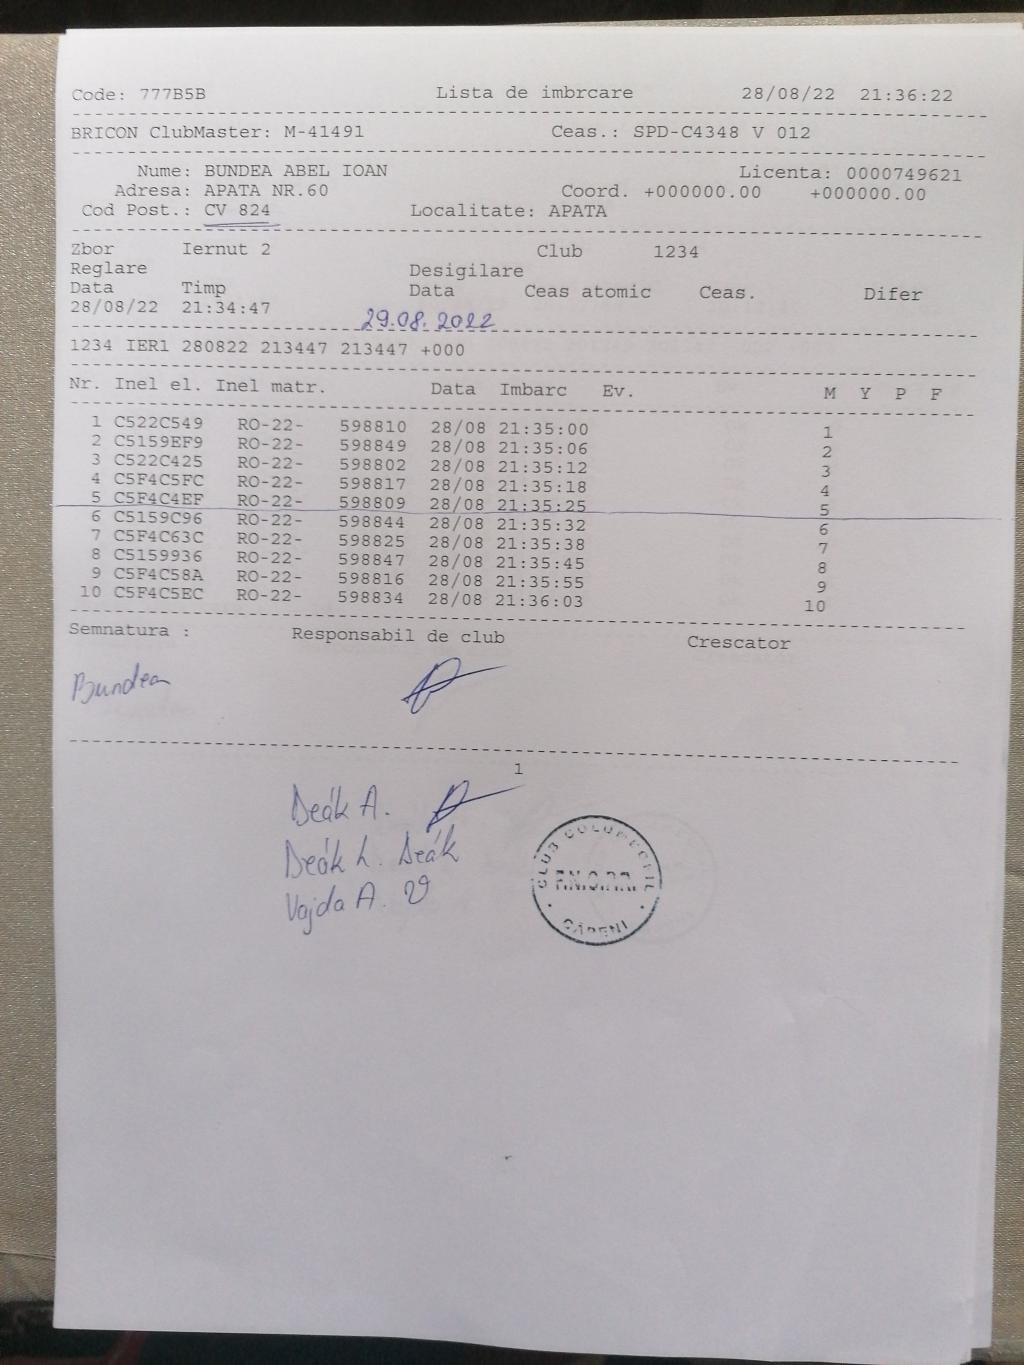 Code: 777B5B Lista de imbrcare 28/08/22 21:36:22
BRICON ClubMaster: M-41491 Ceas.: SPD-C4348 V 012
Nume: BUNDEA ABEL IOAN Licenta: 0000749621
Adresa: APATA NR.60 Coord. +000000.00 +000000.00
Cod Post.: CV 824 Localitate: APATA
Zbor Iernut 2 Club 1234
Reglare Desigilare
Data Timp Data Ceas atomic Ceas. Difer
28/08/22 21:34:47
29.08.2022
1234 IER1 280822 213447 213447 +000
Nr. Inel el. Inel matr. Data Imbarc Ev. M Y P F
1 C522C549 RO-22- 598810 28/08 21:35:00 1
2 C5159EF9 RO-22- 598849 28/08 21:35:06 2
3 C522C425 RO-22- 598802 28/08 21:35:12 3
4 C5F4C5FC RO-22- 598817 28/08 21:35:18 4
5 C5F4C4EF RO-22- 598809 28/08 21:35:25 5
6 C5159C96 RO-22- 598844 28/08 21:35:32 6
7 C5F4C63C RO-22- 598825 28/08 21:35:38 7
8 C5159936 RO-22- 598847 28/08 21:35:45 8
9 C5F4C58A RO-22- 598816 28/08 21:35:55 9
10 C5F4C5EC RO-22- 598834 28/08 21:36:03 10
Semnatura : Responsabil de club Crescator
Bundea
1
Deák A.
Deák L. Deák
Vajda A.
CLUB COLUMBOFIL
CĂPENI